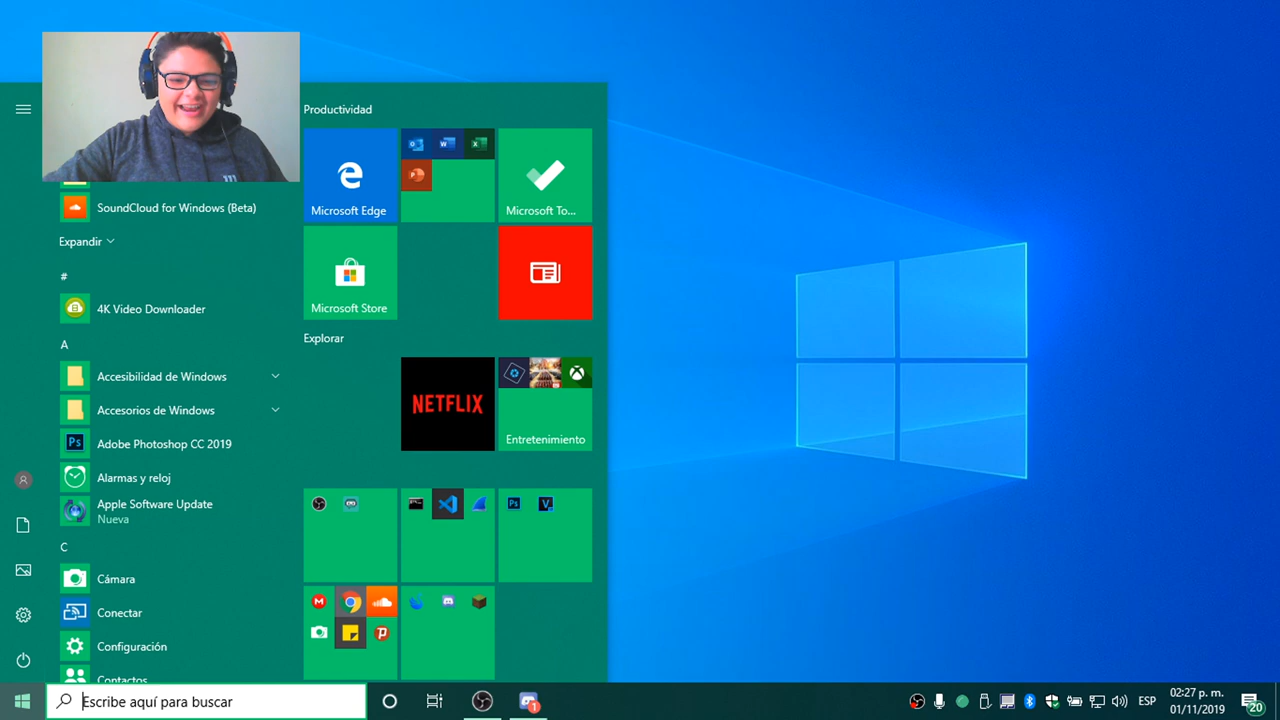 SoundCloud for Windows (Beta)
Expandir
#
4K Video Downloader
A
Accesibilidad de Windows
Accesorios de Windows
Adobe Photoshop CC 2019
Alarmas y reloj
Apple Software Update
Nueva
C
Cámara
Conectar
Configuración
Contactos
Productividad
Microsoft Edge
Microsoft To...
Microsoft Store
Explorar
NETFLIX
Entretenimiento
Escribe aquí para buscar
1
ESP
02:27 p. m.
01/11/2019
20